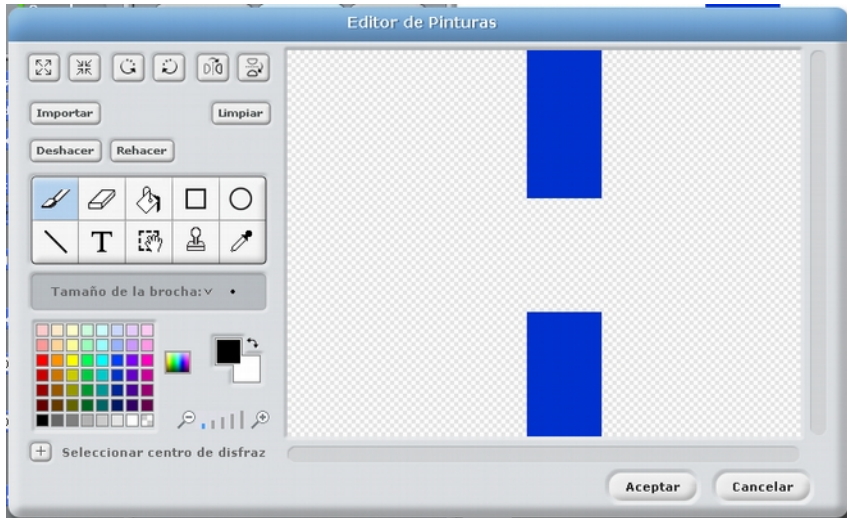 Editor de Pinturas
Importar Limpiar
Deshacer Rehacer
T
Tamaño de la brocha:
Seleccionar centro de disfraz
Aceptar Cancelar